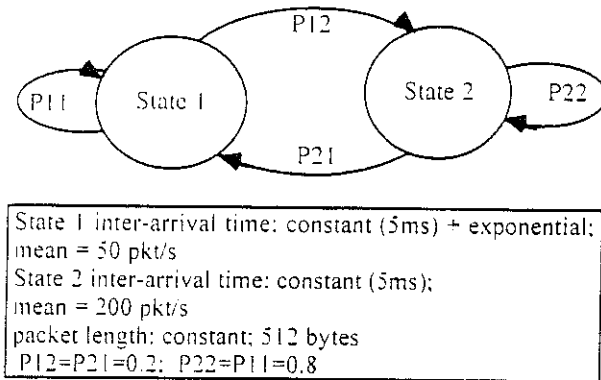 P12
P11
State 1
State 2
P22
P21
State 1 inter-arrival time: constant (5ms) + exponential;
mean = 50 pkt/s
State 2 inter-arrival time: constant (5ms);
mean = 200 pkt/s
packet length: constant; 512 bytes
P12=P21=0.2; P22=P11=0.8